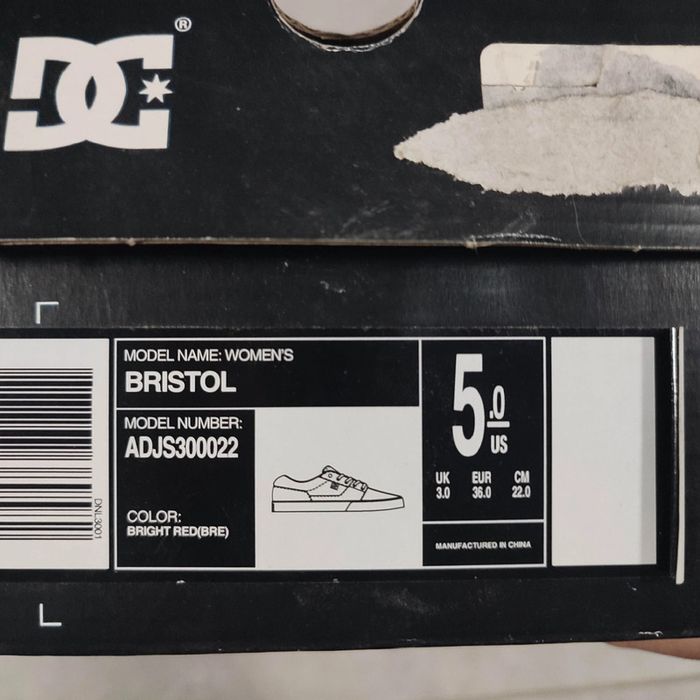 DC®
MODEL NAME: WOMEN'S
BRISTOL
MODEL NUMBER:
ADJS300022
COLOR:
BRIGHT RED(BRE)
5.0
US
UK EUR CM
3.0 36.0 22.0
MANUFACTURED IN CHINA
DNL3001